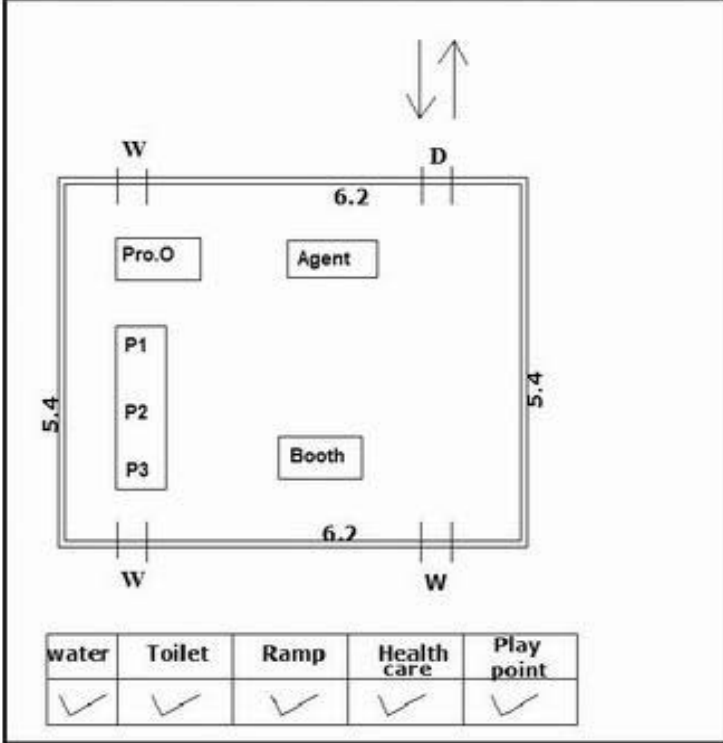 W
D
6.2
Pro.O
Agent
P1
P2
P3
5.4
5.4
Booth
6.2
W
W
water Toilet Ramp Health care Play point